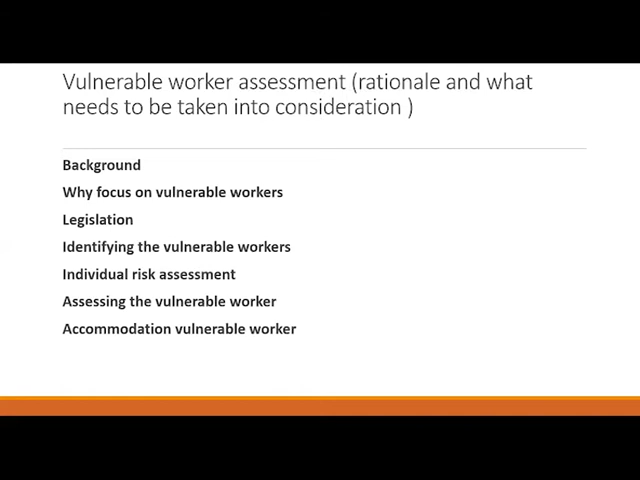 Vulnerable worker assessment (rationale and what
needs to be taken into consideration )
Background
Why focus on vulnerable workers
Legislation
Identifying the vulnerable workers
Individual risk assessment
Assessing the vulnerable worker
Accommodation vulnerable worker